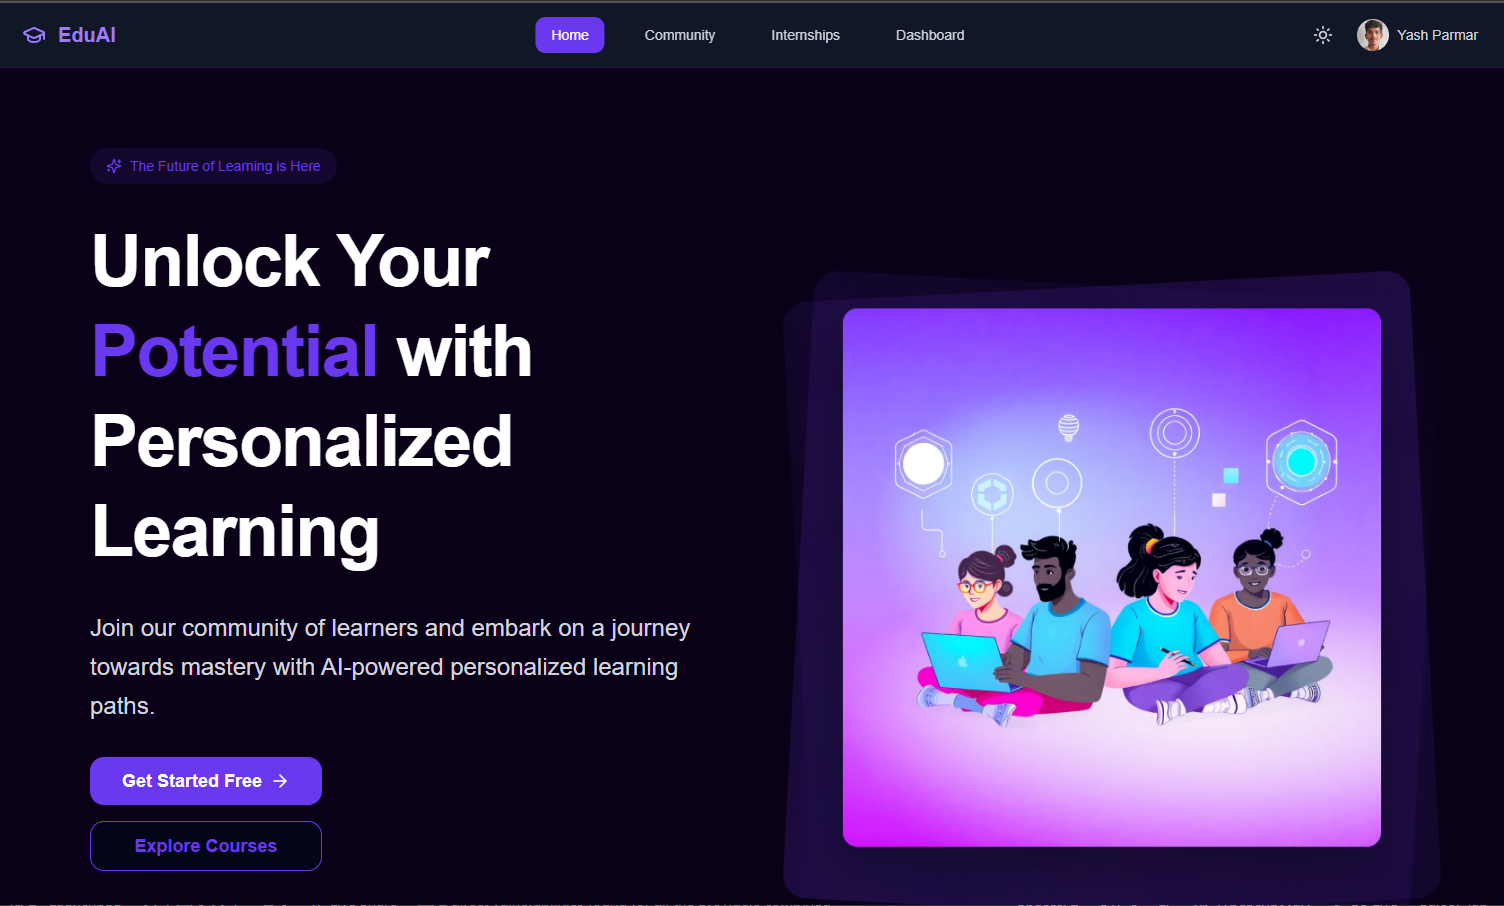 EduAI
Home
Community
Internships
Dashboard
Yash Parmar
The Future of Learning is Here
Unlock Your
Potential with
Personalized
Learning
Join our community of learners and embark on a journey
towards mastery with AI-powered personalized learning
paths.
Get Started Free
Explore Courses